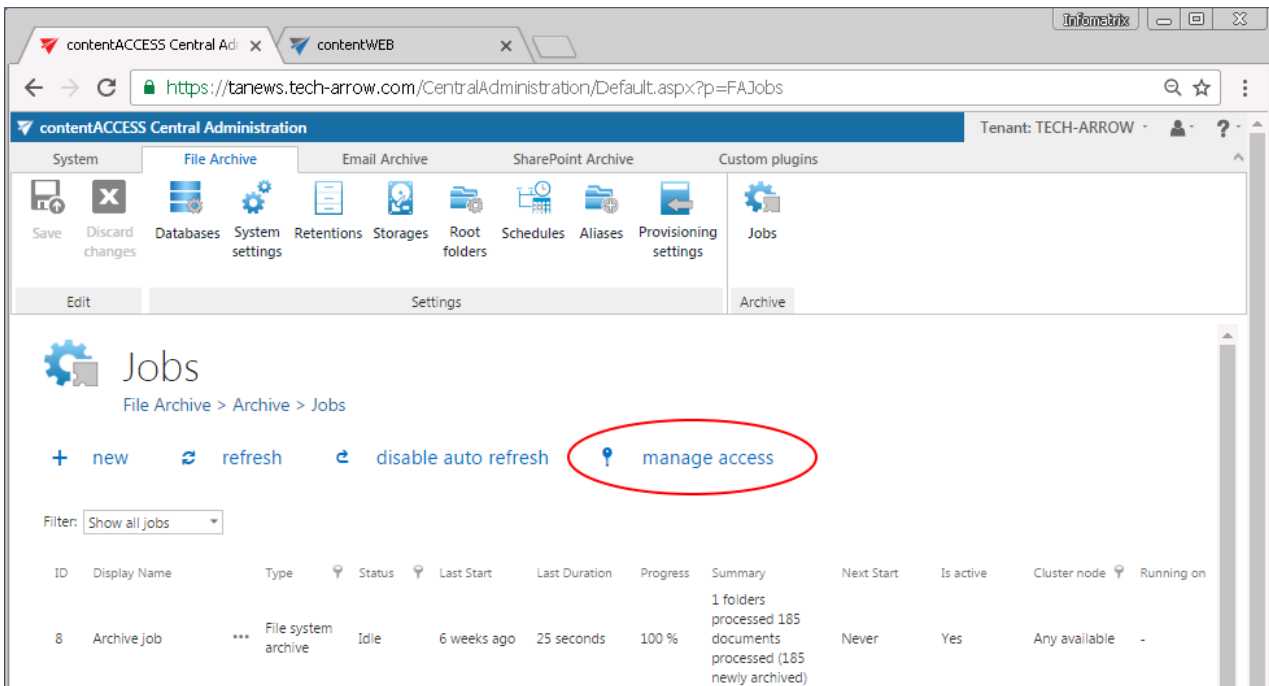 Infomatrix
contentACCESS Central Adr
contentWEB
https://tanews.tech-arrow.com/CentralAdministration/Default.aspx?p=FAJobs
contentACCESS Central Administration
Tenant: TECH-ARROW
?
System File Archive Email Archive SharePoint Archive Custom plugins
Save Discard changes Databases System settings Retentions Storages Root folders Schedules Aliases Provisioning settings Jobs
Edit Settings Archive
Jobs
File Archive > Archive > Jobs
+ new refresh disable auto refresh manage access
Filter: Show all jobs
ID Display Name Type Status Last Start Last Duration Progress Summary Next Start Is active Cluster node Running on
8 Archive job ••• File system archive Idle 6 weeks ago 25 seconds 100 % 1 folders processed 185 documents processed (185 newly archived) Never Yes Any available -